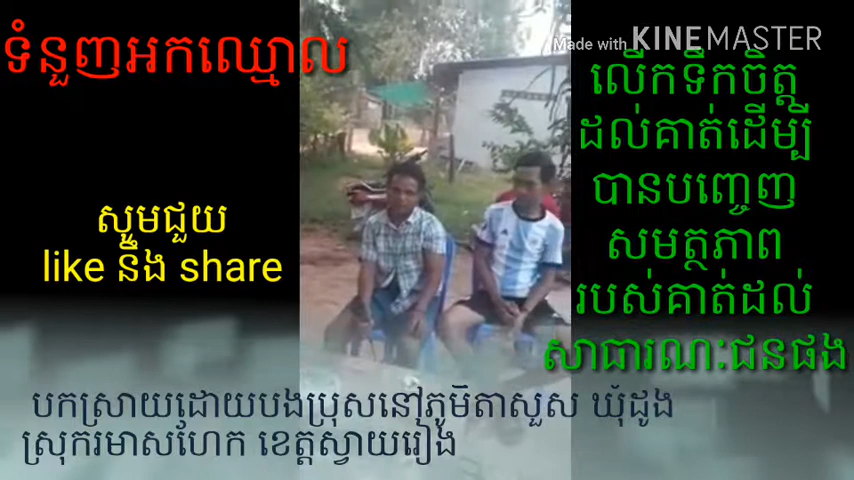 ទំនួញអកឈ្មោល
Made with KINEMASTER
លើកទឹកចិត្ត
ដល់គាត់ដើម្បី
បានបញ្ចេញ
សមត្ថភាព
របស់គាត់ដល់
សាធារណៈជនផង
សូមជួយ
like នឹង share
បកស្រាយដោយបងប្រុសនៅភូមិតាសួស ឃុំដូង
ស្រុករមាសហែក ខេត្តស្វាយរៀង